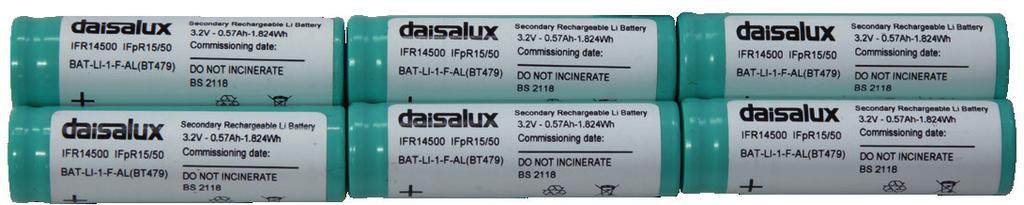 daisalux Secondary Rechargeable Li Battery
3.2V - 0.57Ah-1.824Wh
IFR14500 IFpR15/50 Commissioning date:
BAT-LI-1-F-AL(BT479) DO NOT INCINERATE
BS 2118
+
daisalux Secondary Rechargeable Li Battery
3.2V - 0.57Ah-1.824Wh
IFR14500 IFpR15/50 Commissioning date:
BAT-LI-1-F-AL(BT479) DO NOT INCINERATE
BS 2118
+
daisalux Secondary Rechargeable Li Battery
3.2V - 0.57Ah-1.824Wh
IFR14500 IFpR15/50 Commissioning date:
BAT-LI-1-F-AL(BT479) DO NOT INCINERATE
BS 2118
daisalux Secondary Rechargeable Li Battery
3.2V - 0.57Ah-1.824Wh
IFR14500 IFpR15/50 Commissioning date:
BAT-LI-1-F-AL(BT479) DO NOT INCINERATE
BS 2118
+
daisalux Secondary Rechargeable Li Battery
3.2V - 0.57Ah-1.824Wh
IFR14500 IFpR15/50 Commissioning date:
BAT-LI-1-F-AL(BT479) DO NOT INCINERATE
BS 2118
+
daisalux Secondary Rechargeable Li Battery
3.2V - 0.57Ah-1.824Wh
IFR14500 IFpR15/50 Commissioning date:
BAT-LI-1-F-AL(BT479) DO NOT INCINERATE
BS 2118
+